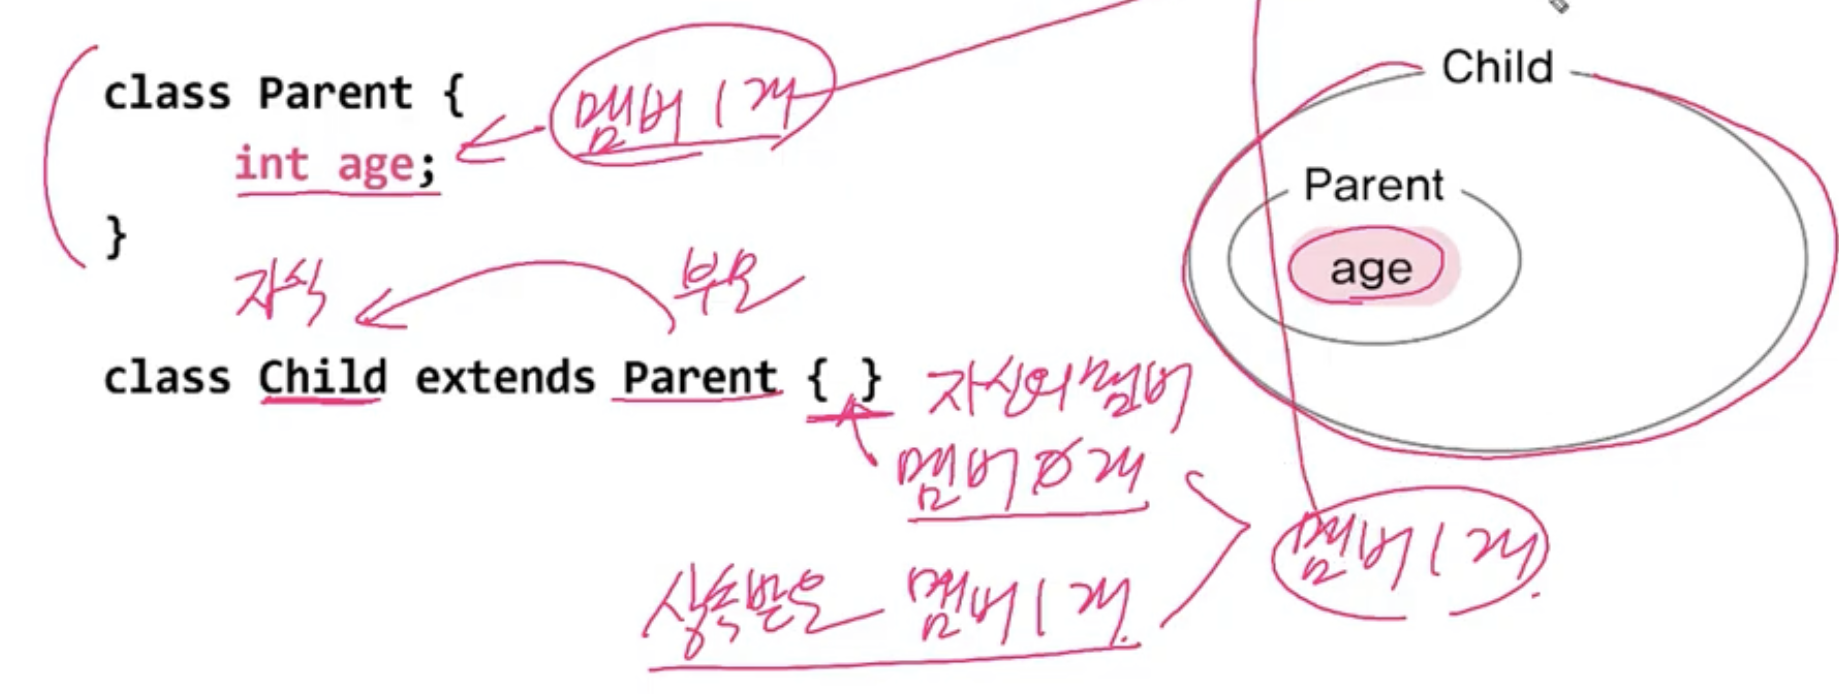 class Parent {
멤버 1개
int age;
}
자식
부모
class Child extends Parent { }
자신의 멤버
멤버 0개
상속받은 멤버 1개.
멤버 1개.
Child
Parent
age